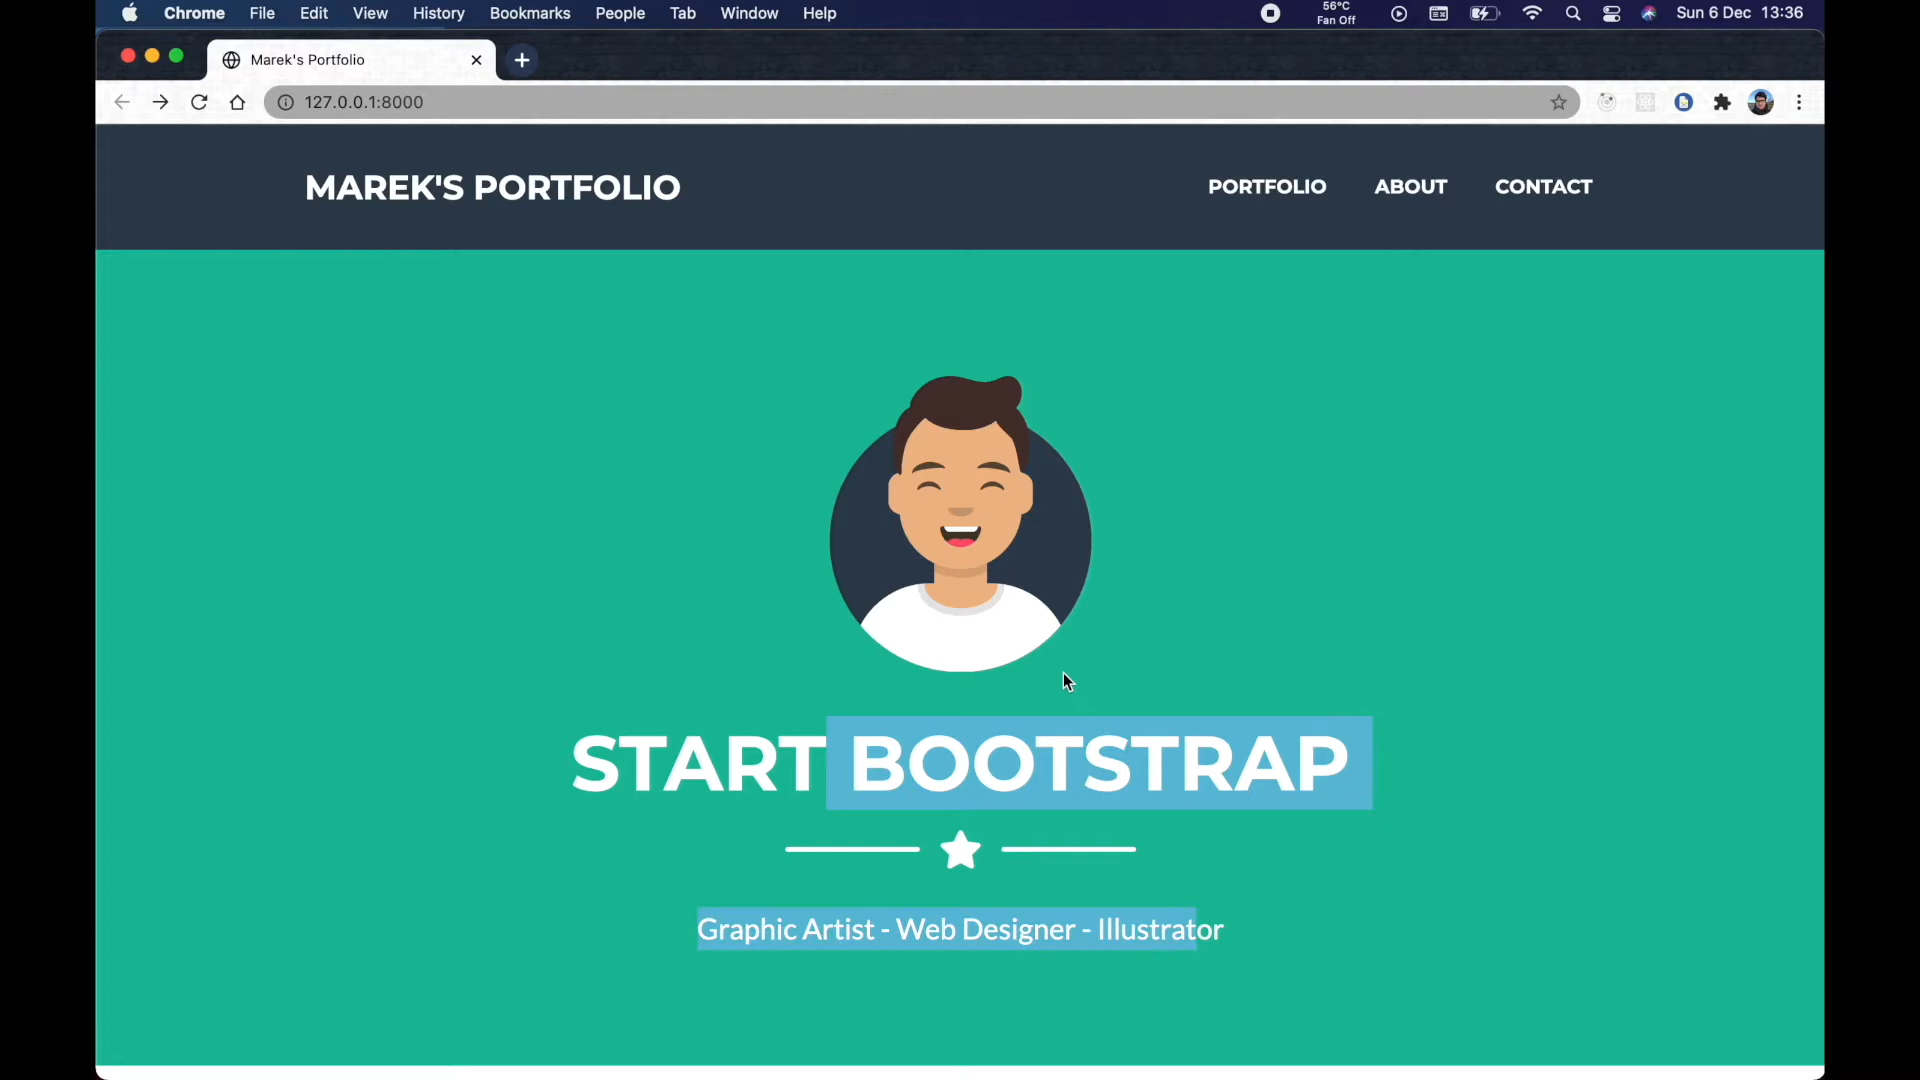 Chrome File Edit View History Bookmarks People Tab Window Help 56°C Fan Off Sun 6 Dec 13:36
Marek's Portfolio
127.0.0.1:8000
MAREK'S PORTFOLIO PORTFOLIO ABOUT CONTACT
START BOOTSTRAP
Graphic Artist - Web Designer - Illustrator